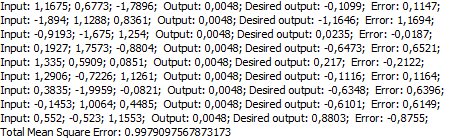 Input: 1,1675; 0,6773; -1,7896;  Output: 0,0048; Desired output: -0,1099; Error: 0,1147;
Input: -1,894; 1,1288; 0,8361;  Output: 0,0048; Desired output: -1,1646; Error: 1,1694;
Input: -0,9193; -1,675; 1,254;  Output: 0,0048; Desired output: 0,0235; Error: -0,0187;
Input: 0,1927; 1,7573; -0,8804;  Output: 0,0048; Desired output: -0,6473; Error: 0,6521;
Input: 1,335; 0,5909; 0,0851;  Output: 0,0048; Desired output: 0,217; Error: -0,2122;
Input: 1,2906; -0,7226; 1,1261;  Output: 0,0048; Desired output: -0,1116; Error: 0,1164;
Input: 0,3835; -1,9959; -0,0821;  Output: 0,0048; Desired output: -0,6348; Error: 0,6396;
Input: -0,1453; 1,0064; 0,4485;  Output: 0,0048; Desired output: -0,6101; Error: 0,6149;
Input: 0,552; -0,523; 1,1553;  Output: 0,0048; Desired output: 0,8803; Error: -0,8755;
Total Mean Square Error: 0.9979097567873173